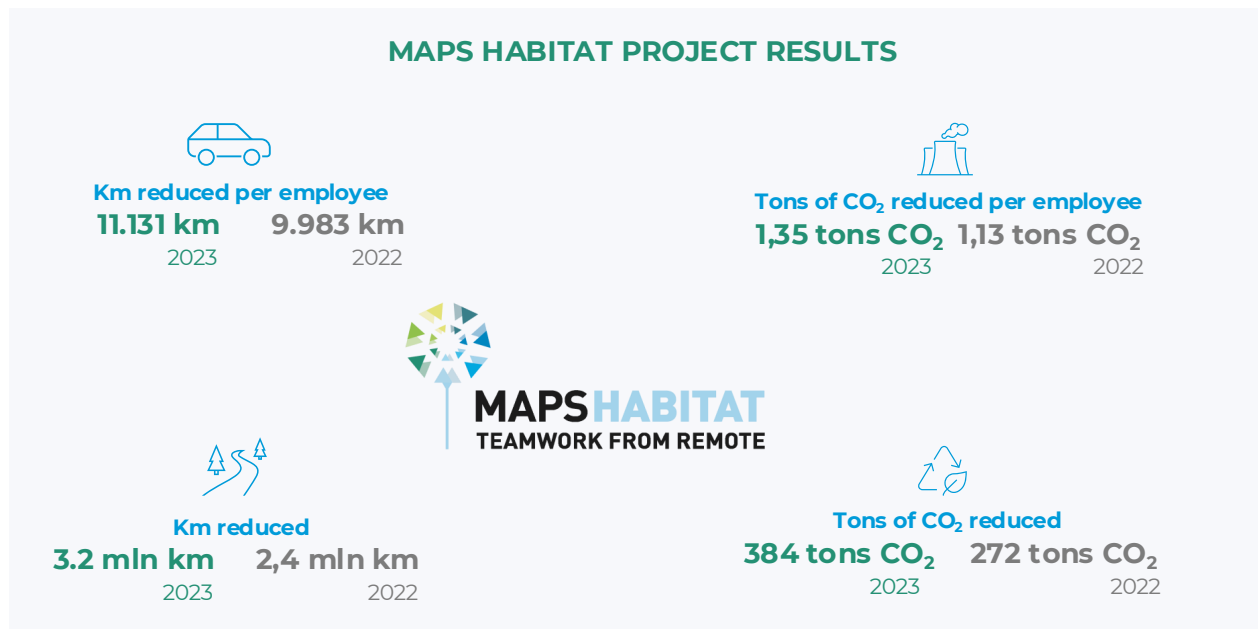 MAPS HABITAT PROJECT RESULTS
Km reduced per employee
11.131 km 9.983 km
2023 2022
Tons of CO₂ reduced per employee
1,35 tons CO₂ 1,13 tons CO₂
2023 2022
MAPS HABITAT
TEAMWORK FROM REMOTE
Km reduced
3.2 mln km 2,4 mln km
2023 2022
Tons of CO₂ reduced
384 tons CO₂ 272 tons CO₂
2023 2022